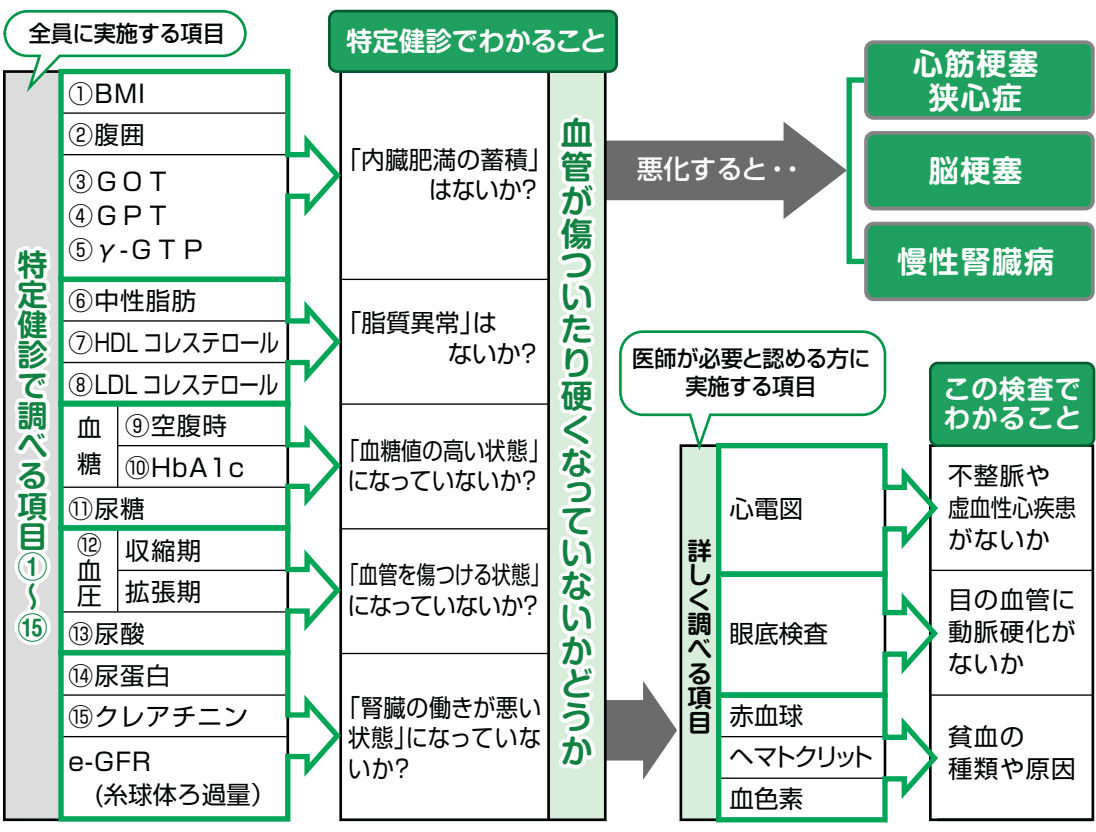 全員に実施する項目
特定健診で調べる項目①〜⑮
①BMI
②腹囲
③GOT
④GPT
⑤γ-GTP
⑥中性脂肪
⑦HDLコレステロール
⑧LDLコレステロール
血糖
⑨空腹時
⑩HbA1c
⑪尿糖
⑫血圧
収縮期
拡張期
⑬尿酸
⑭尿蛋白
⑮クレアチニン
e-GFR
(糸球体ろ過量)
特定健診でわかること
「内臓肥満の蓄積」
はないか?
「脂質異常」は
ないか?
「血糖値の高い状態」
になっていないか?
「血管を傷つける状態」
になっていないか?
「腎臓の働きが悪い
状態」になっていな
いか?
血管が傷ついたり硬くなっていないかどうか
悪化すると・・
心筋梗塞
狭心症
脳梗塞
慢性腎臓病
医師が必要と認める方に
実施する項目
詳しく調べる項目
心電図
眼底検査
赤血球
ヘマトクリット
血色素
この検査で
わかること
不整脈や
虚血性心疾患
がないか
目の血管に
動脈硬化が
ないか
貧血の
種類や原因